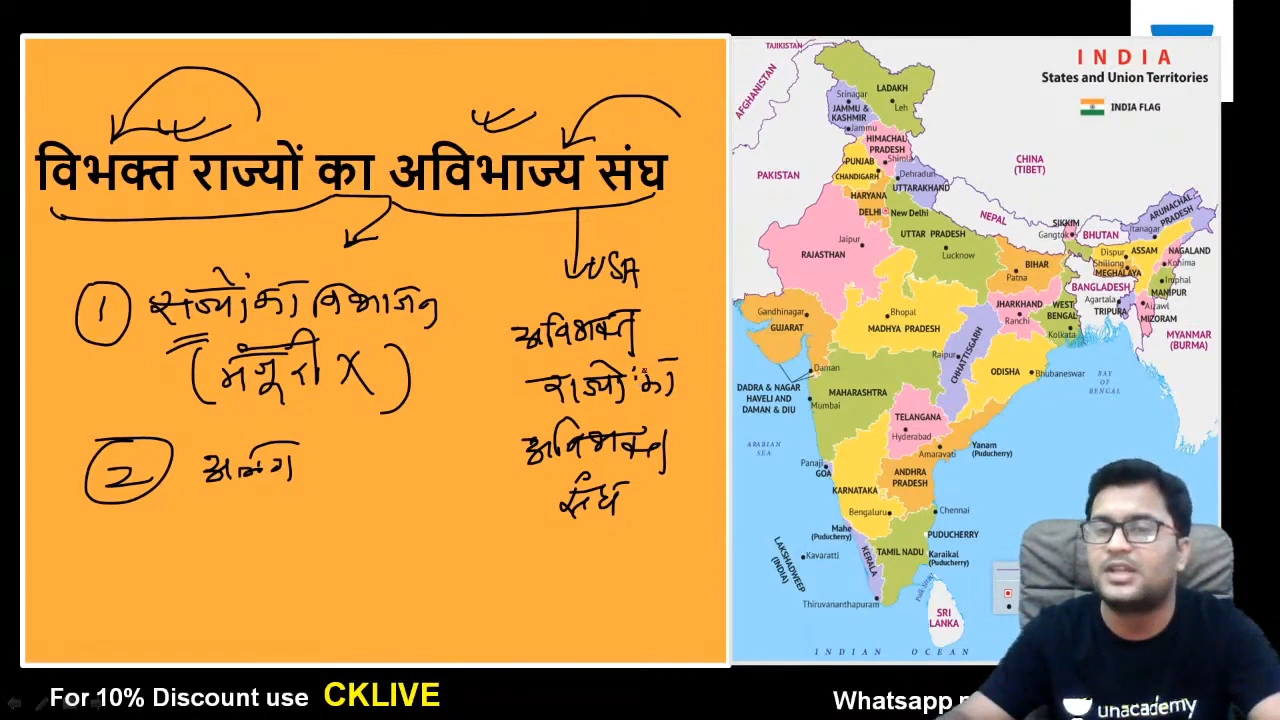 विभक्त राज्यों का अविभाज्य संघ
USA
1 राज्यों का विभाजन
(मंजूरी X)
2 अलग
अविभक्त
राज्यों का
अविभक्त
संघ
INDIA
States and Union Territories
INDIA FLAG
TAJIKISTAN
AFGHANISTAN
PAKISTAN
CHINA
(TIBET)
NEPAL
BHUTAN
BANGLADESH
MYANMAR
(BURMA)
SRI
LANKA
LADAKH
Leh
Srinagar
JAMMU &
KASHMIR
Jammu
HIMACHAL
PRADESH
Shimla
PUNJAB
CHANDIGARH
Dehradun
UTTARAKHAND
HARYANA
DELHI
New Delhi
UTTAR PRADESH
Lucknow
Jaipur
RAJASTHAN
BIHAR
Patna
SIKKIM
Gangtok
ARUNACHAL
PRADESH
Itanagar
Dispur
ASSAM
NAGALAND
Kohima
Shillong
MEGHALAYA
Imphal
MANIPUR
Agartala
TRIPURA
Aizawl
MIZORAM
Gandhinagar
GUJARAT
Bhopal
MADHYA PRADESH
JHARKHAND
Ranchi
WEST
BENGAL
Kolkata
Raipur
CHHATTISGARH
ODISHA
Bhubaneswar
Daman
DADRA & NAGAR
HAVELI AND
DAMAN & DIU
MAHARASHTRA
Mumbai
TELANGANA
Hyderabad
BAY
OF
BENGAL
ARABIAN
SEA
Yanam
(Puducherry)
Amaravati
Panaji
GOA
KARNATAKA
ANDHRA
PRADESH
Bengaluru
Chennai
Mahe
(Puducherry)
PUDUCHERRY
TAMIL NADU
Karaikal
(Puducherry)
KERALA
LAKSHADWEEP
(INDIA)
Kavaratti
Thiruvananthapuram
Palk Strait
INDIAN OCEAN
unacademy
For 10% Discount use CKLIVE
Whatsapp